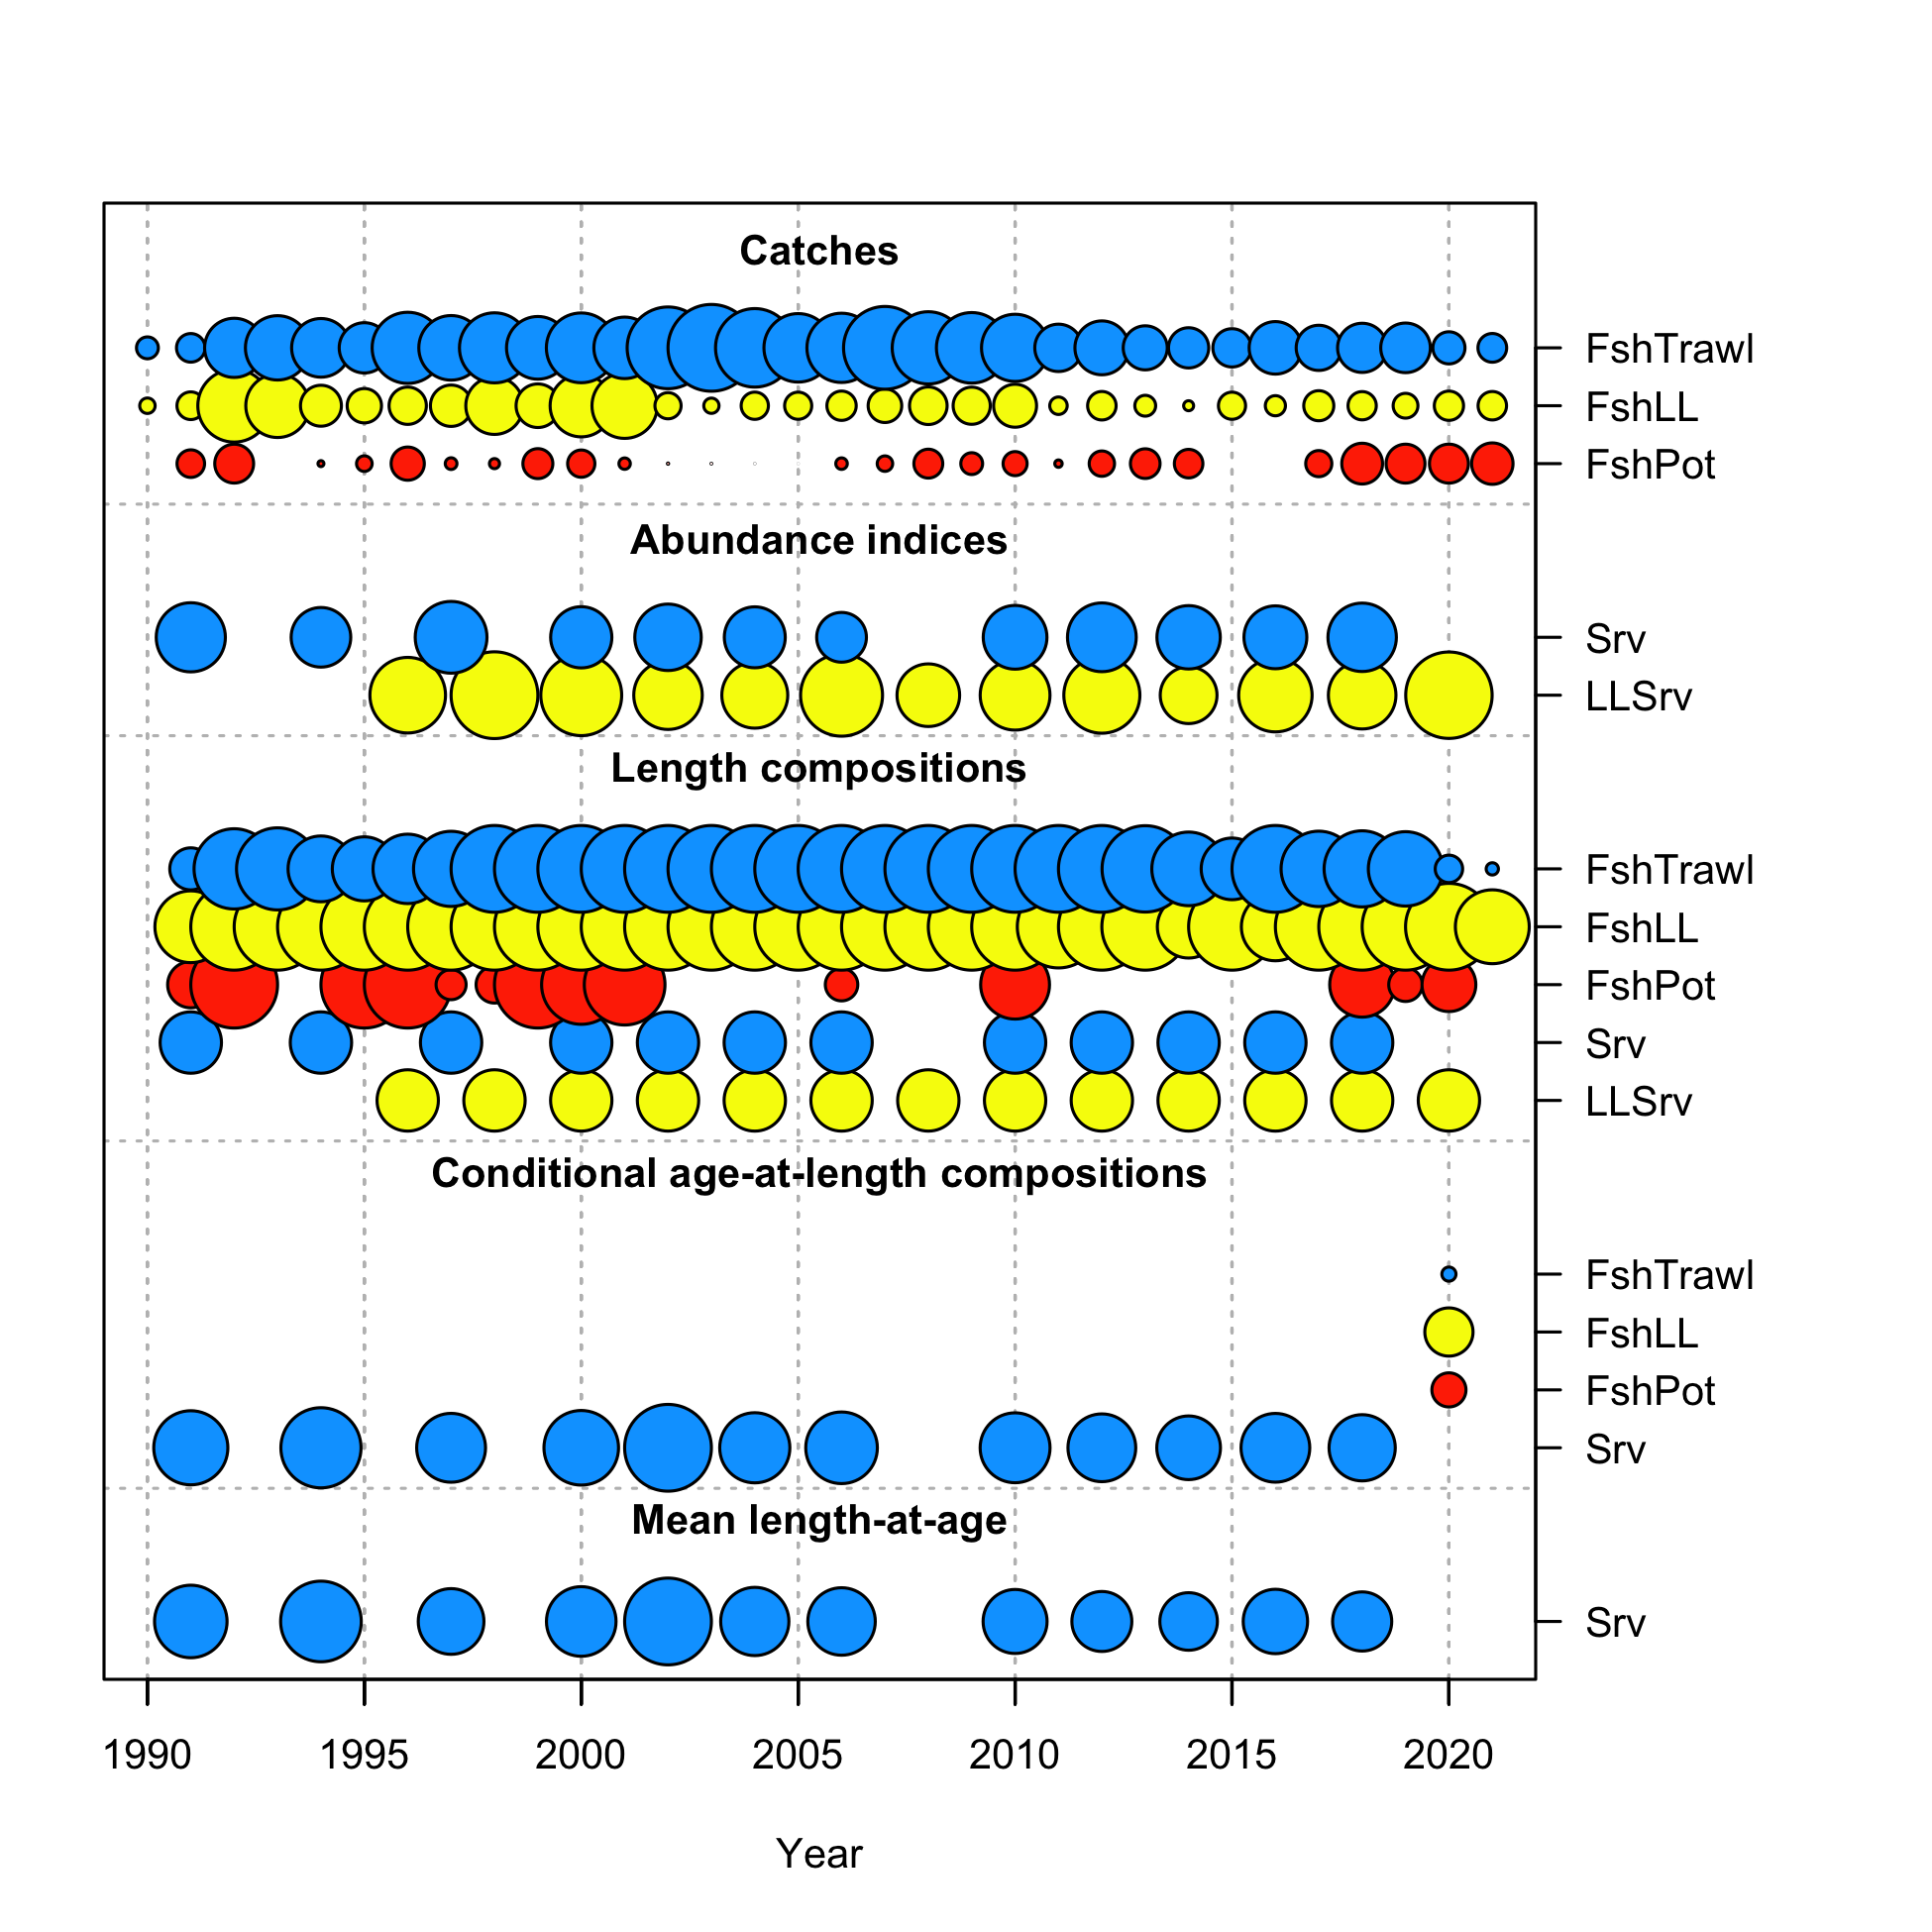 Catches
FshTrawl
FshLL
FshPot
Abundance indices
Srv
LLSrv
Length compositions
FshTrawl
FshLL
FshPot
Srv
LLSrv
Conditional age-at-length compositions
FshTrawl
FshLL
FshPot
Srv
Mean length-at-age
Srv
1990 1995 2000 2005 2010 2015 2020
Year